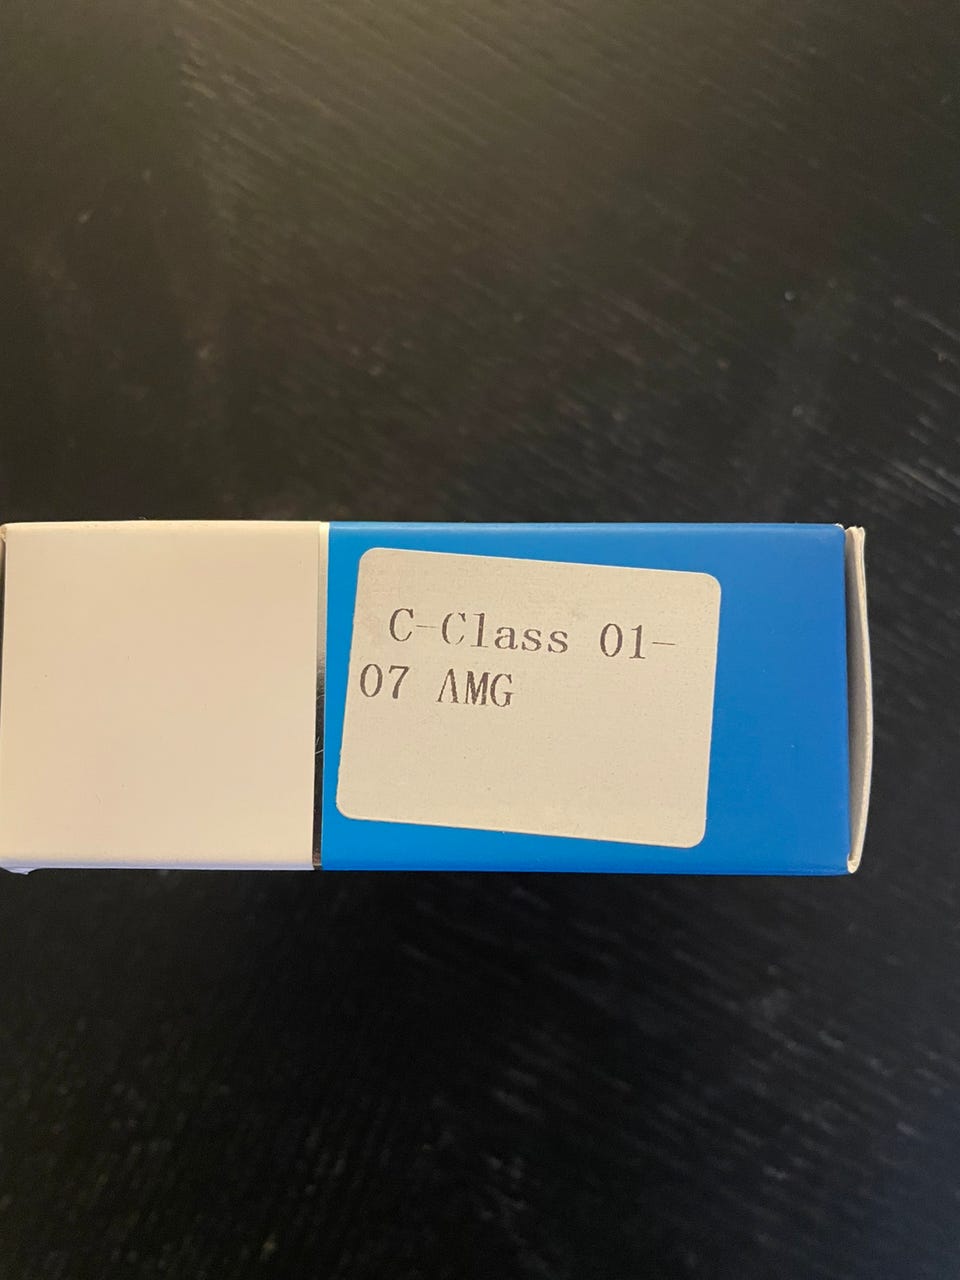 C-Class 01-
07 AMG